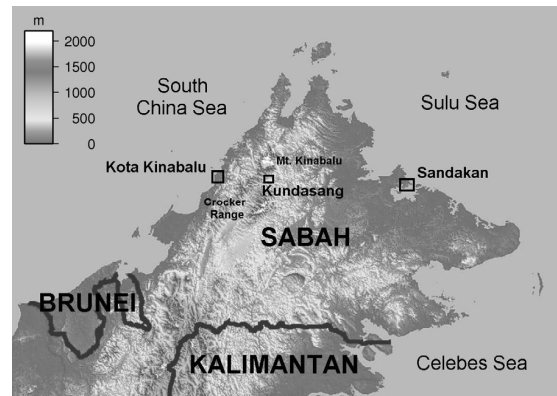 m
2000
1500
1000
500
0
South
China Sea
Sulu Sea
Mt. Kinabalu
Kota Kinabalu
Sandakan
Kundasang
Crocker
Range
SABAH
BRUNEI
KALIMANTAN
Celebes Sea